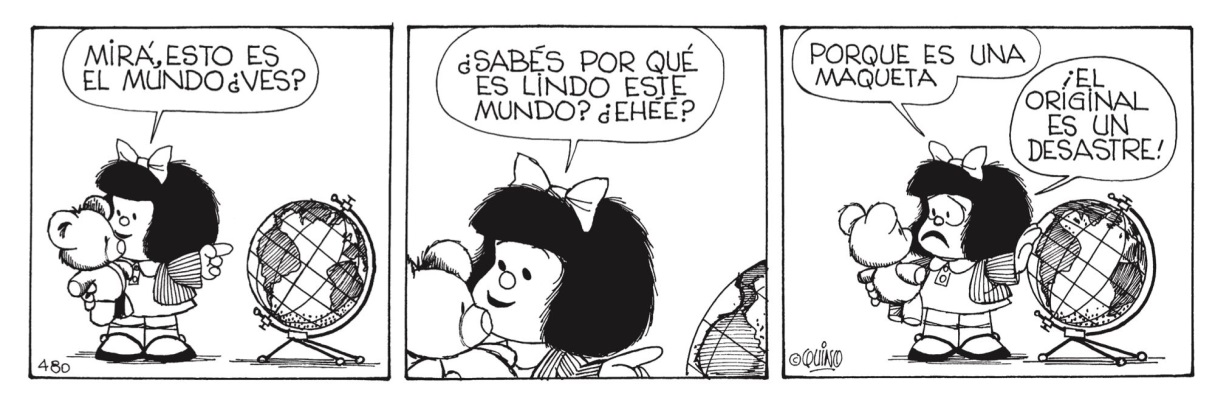 MIRÁ, ESTO ES
EL MUNDO ¿VES?
480
¿SABÉS POR QUÉ
ES LINDO ESTE
MUNDO? ¿EHÉÉ?
PORQUE ES UNA
MAQUETA
¡EL
ORIGINAL
ES UN
DESASTRE!
©QUINO